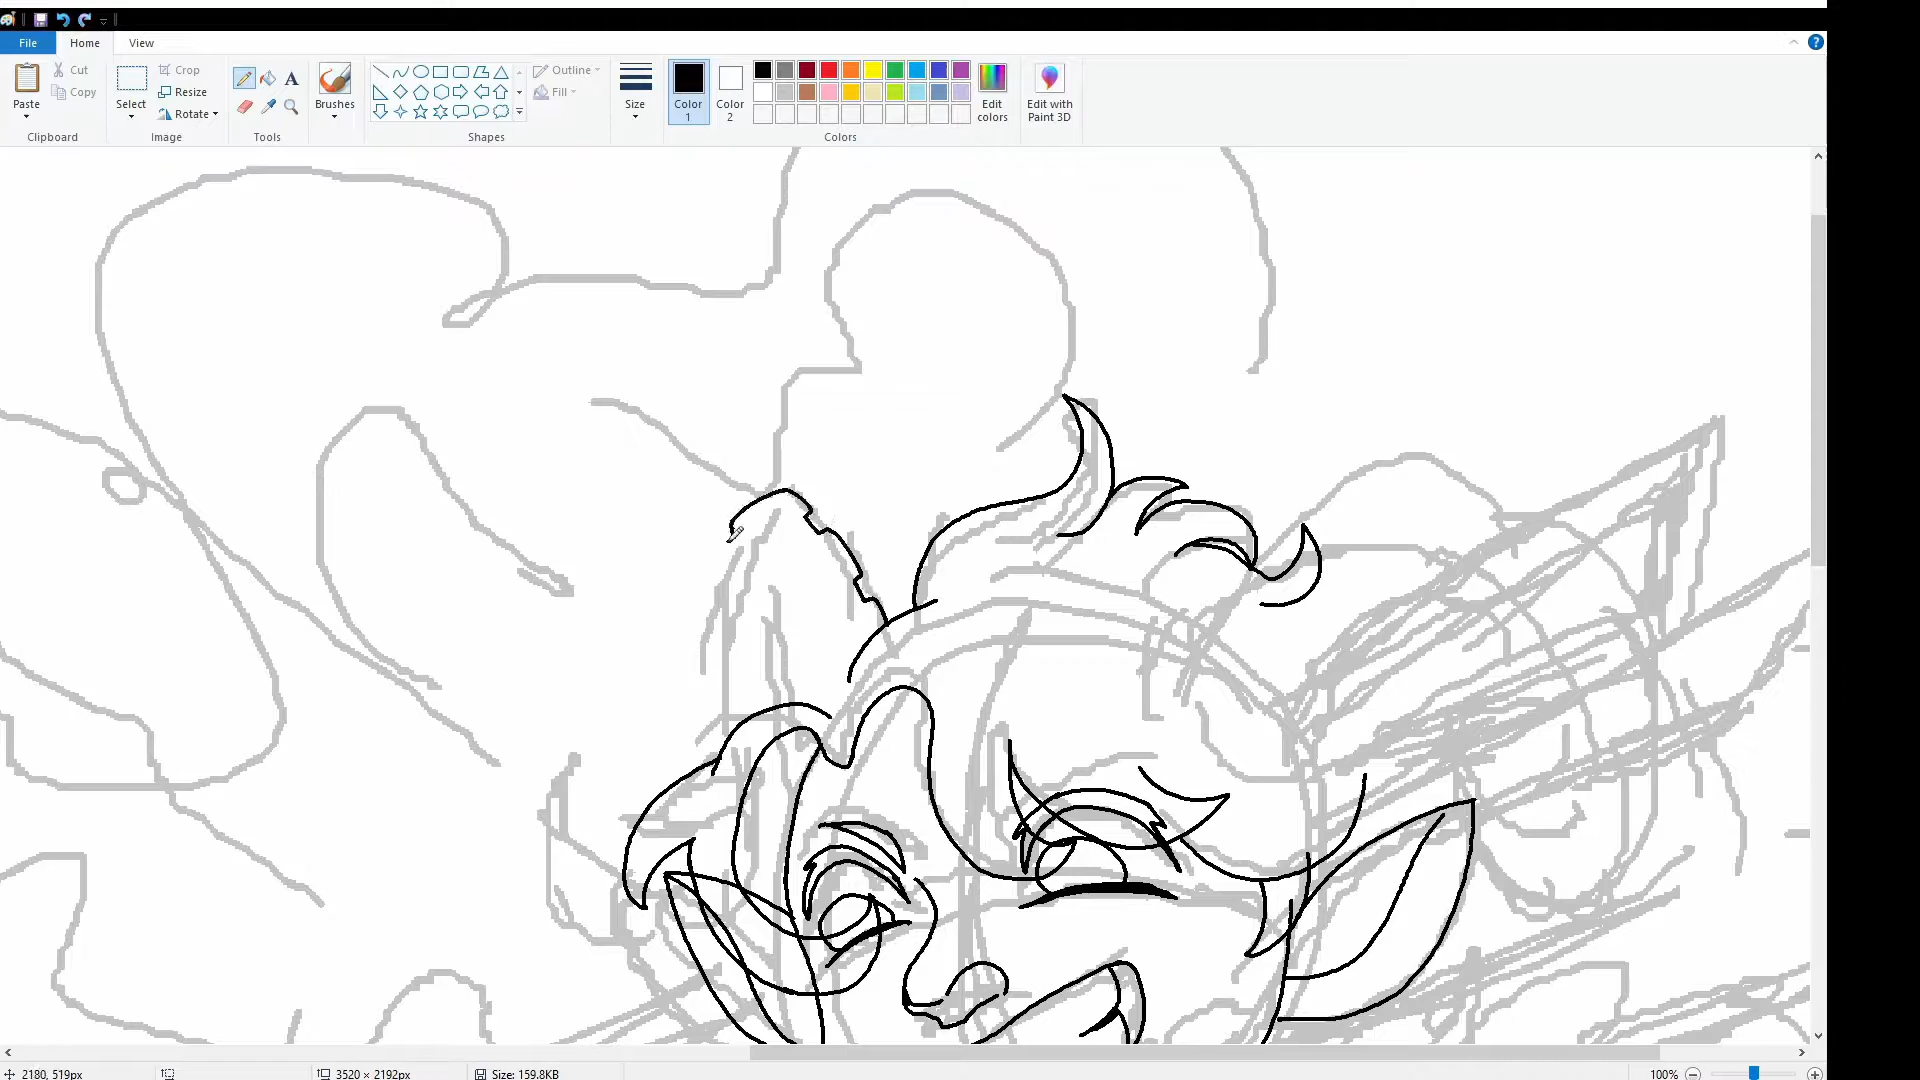 File Home View
Paste Cut Copy Clipboard
Select Crop Resize Rotate Image
A Tools
Brushes
Outline Fill Shapes
Size
Color 1 Color 2 Edit colors Colors
Edit with Paint 3D
?
2180, 519px 3520 × 2192px Size: 159.8KB 100%